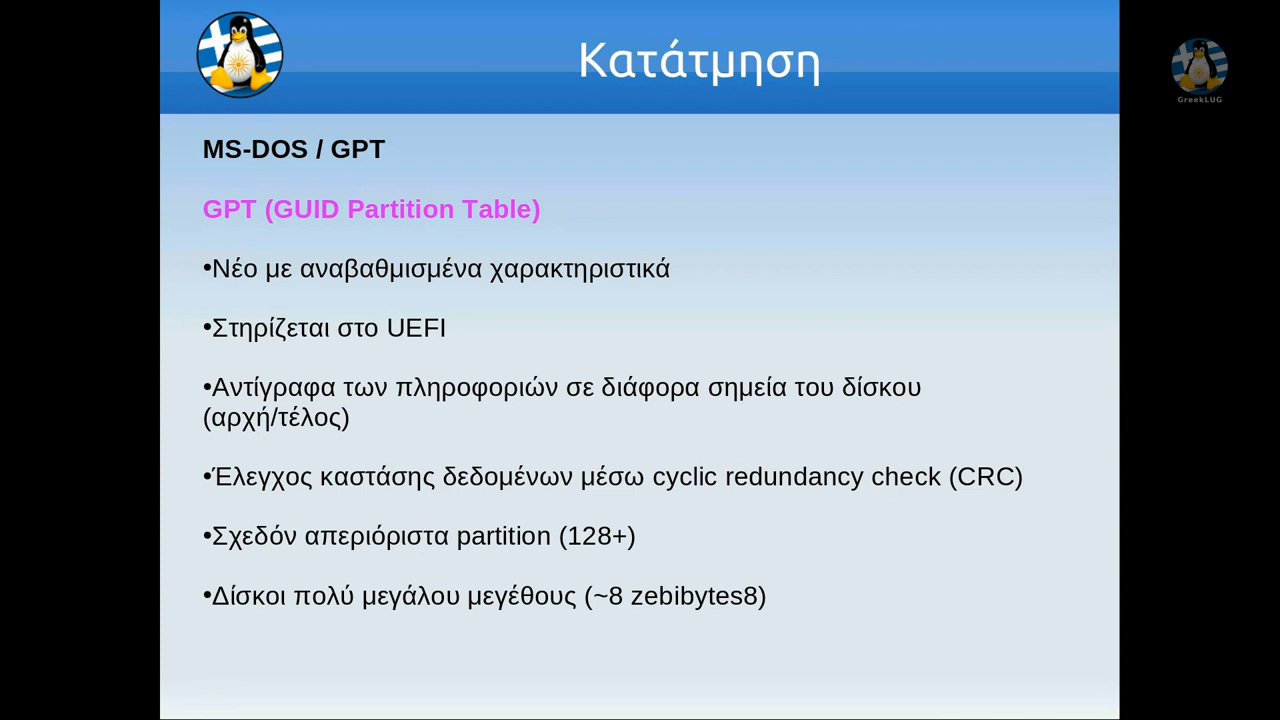 Κατάτμηση
GreekLUG
MS-DOS / GPT
GPT (GUID Partition Table)
•Νέο με αναβαθμισμένα χαρακτηριστικά
•Στηρίζεται στο UEFI
•Αντίγραφα των πληροφοριών σε διάφορα σημεία του δίσκου
(αρχή/τέλος)
•Έλεγχος καστάσης δεδομένων μέσω cyclic redundancy check (CRC)
•Σχεδόν απεριόριστα partition (128+)
•Δίσκοι πολύ μεγάλου μεγέθους (~8 zebibytes8)